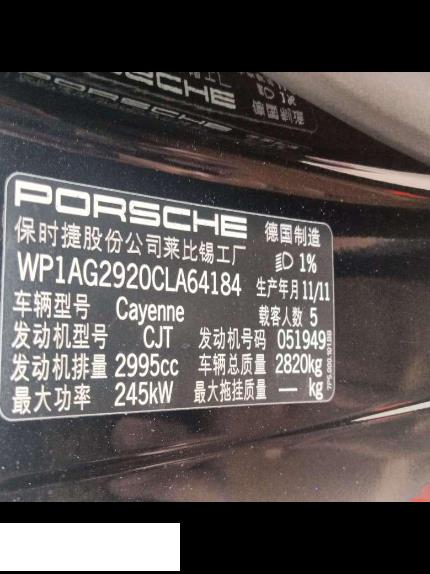 PORSCHE
保时捷股份公司莱比锡工厂 德国制造
WP1AG2920CLA64184 1%
生产年月 11/11
车辆型号 Cayenne 载客人数 5
发动机型号 CJT 发动机号码 051949
发动机排量 2995cc 车辆总质量 2820kg
最大功率 245kW 最大拖挂质量 — kg